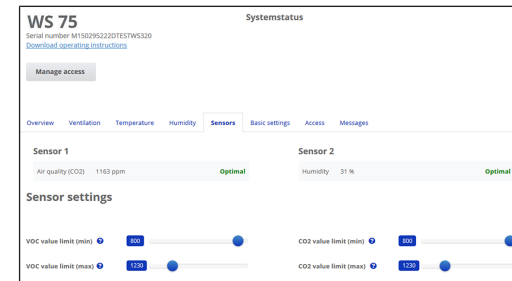 WS 75
Systemstatus
Serial number M150295222DTESTWS320
Download operating instructions
Manage access
Overview Ventilation Temperature Humidity Sensors Basic settings Access Messages
Sensor 1 Sensor 2
Air quality (CO2) 1163 ppm Optimal Humidity 31 % Optimal
Sensor settings
VOC value limit (min) ? 800 CO2 value limit (min) ? 800
VOC value limit (max) ? 1230 CO2 value limit (max) ? 1230